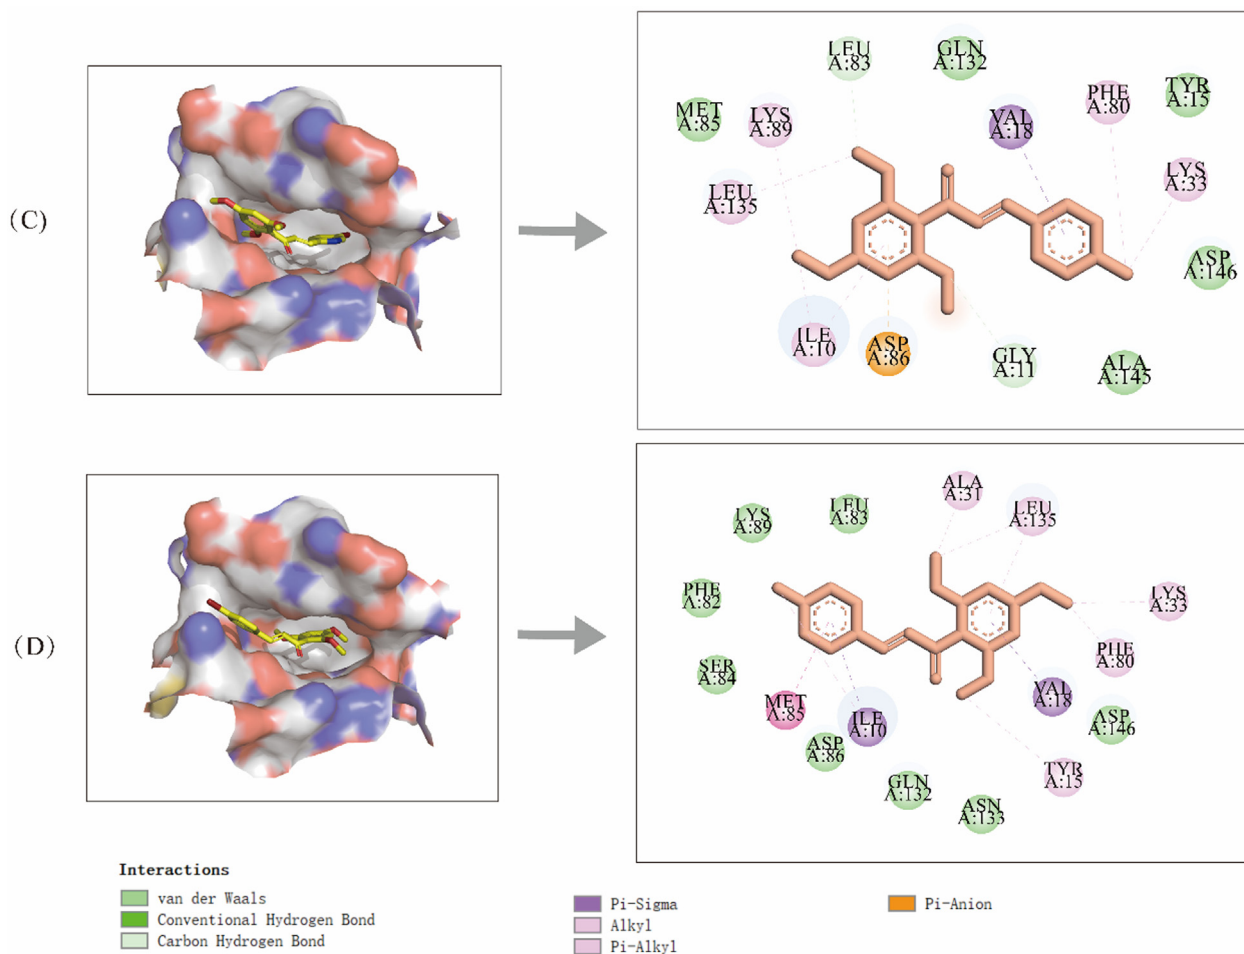 (C)
LEU
A:83
GLN
A:132
MET
A:85
LYS
A:89
VAL
A:18
PHE
A:80
TYR
A:15
LEU
A:135
LYS
A:33
ASP
A:146
ILE
A:10
ASP
A:86
GLY
A:11
ALA
A:145
(D)
ALA
A:31
LEU
A:135
LYS
A:89
LEU
A:83
PHE
A:82
LYS
A:33
PHE
A:80
SER
A:84
MET
A:85
ILE
A:10
VAL
A:18
ASP
A:146
ASP
A:86
GLN
A:132
ASN
A:133
TYR
A:15
Interactions
van der Waals
Conventional Hydrogen Bond
Carbon Hydrogen Bond
Pi-Sigma
Alkyl
Pi-Alkyl
Pi-Anion